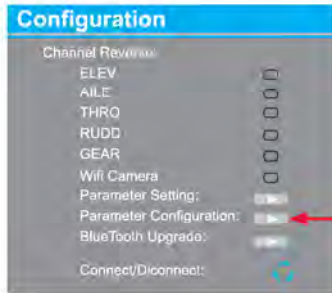 Configuration
Channel Reverse:
ELEV
AILE
THRO
RUDD
GEAR
Wifi Camera
Parameter Setting:
Parameter Configuration:
BlueTooth Upgrade:
Connect/Disconnect: